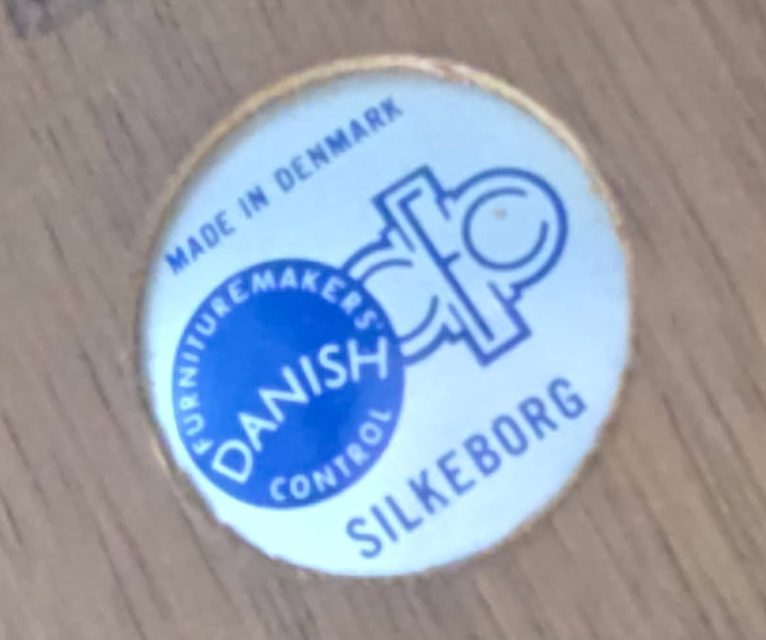 MADE IN DENMARK
FURNITUREMAKERS'
DANISH
CONTROL
SILKEBORG